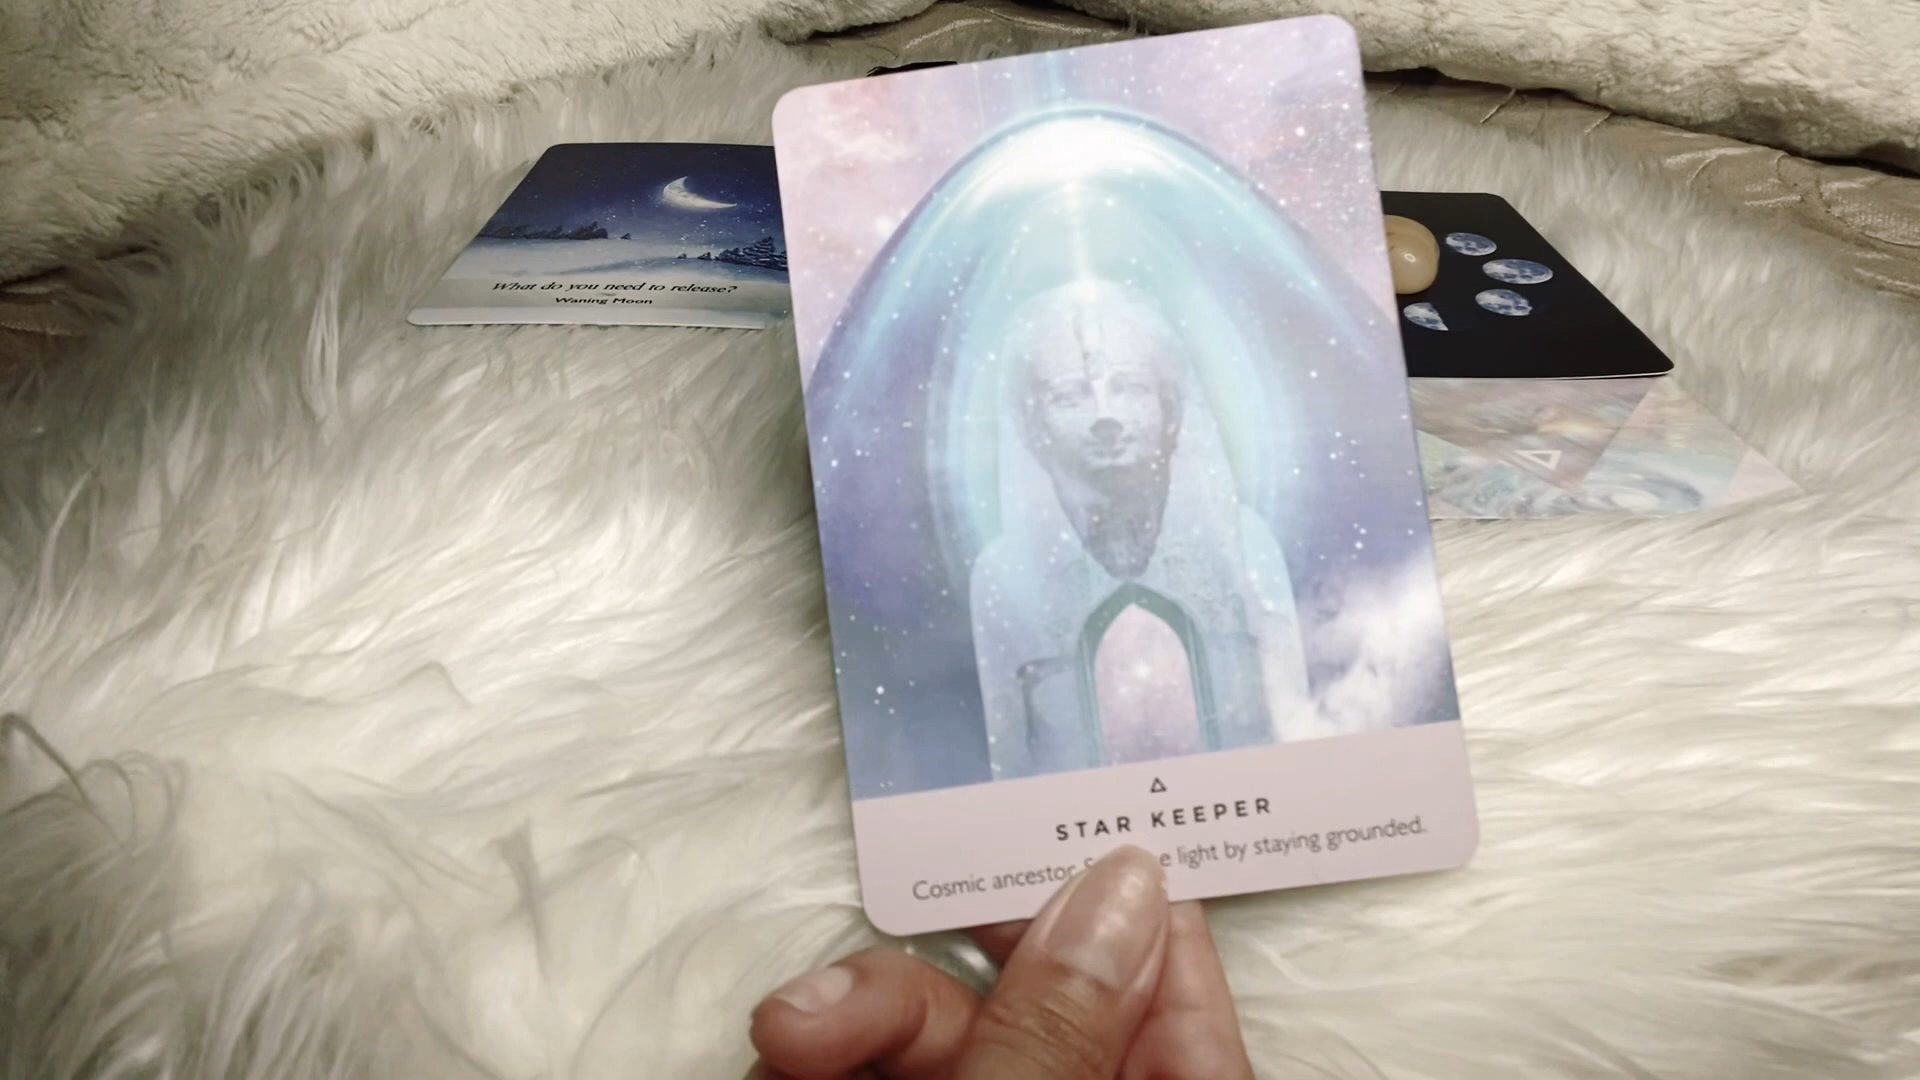 What do you need to release?
Waning Moon
STAR KEEPER
Cosmic ancestor light by staying grounded.